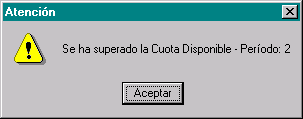 Atención
Se ha superado la Cuota Disponible - Período: 2
Aceptar